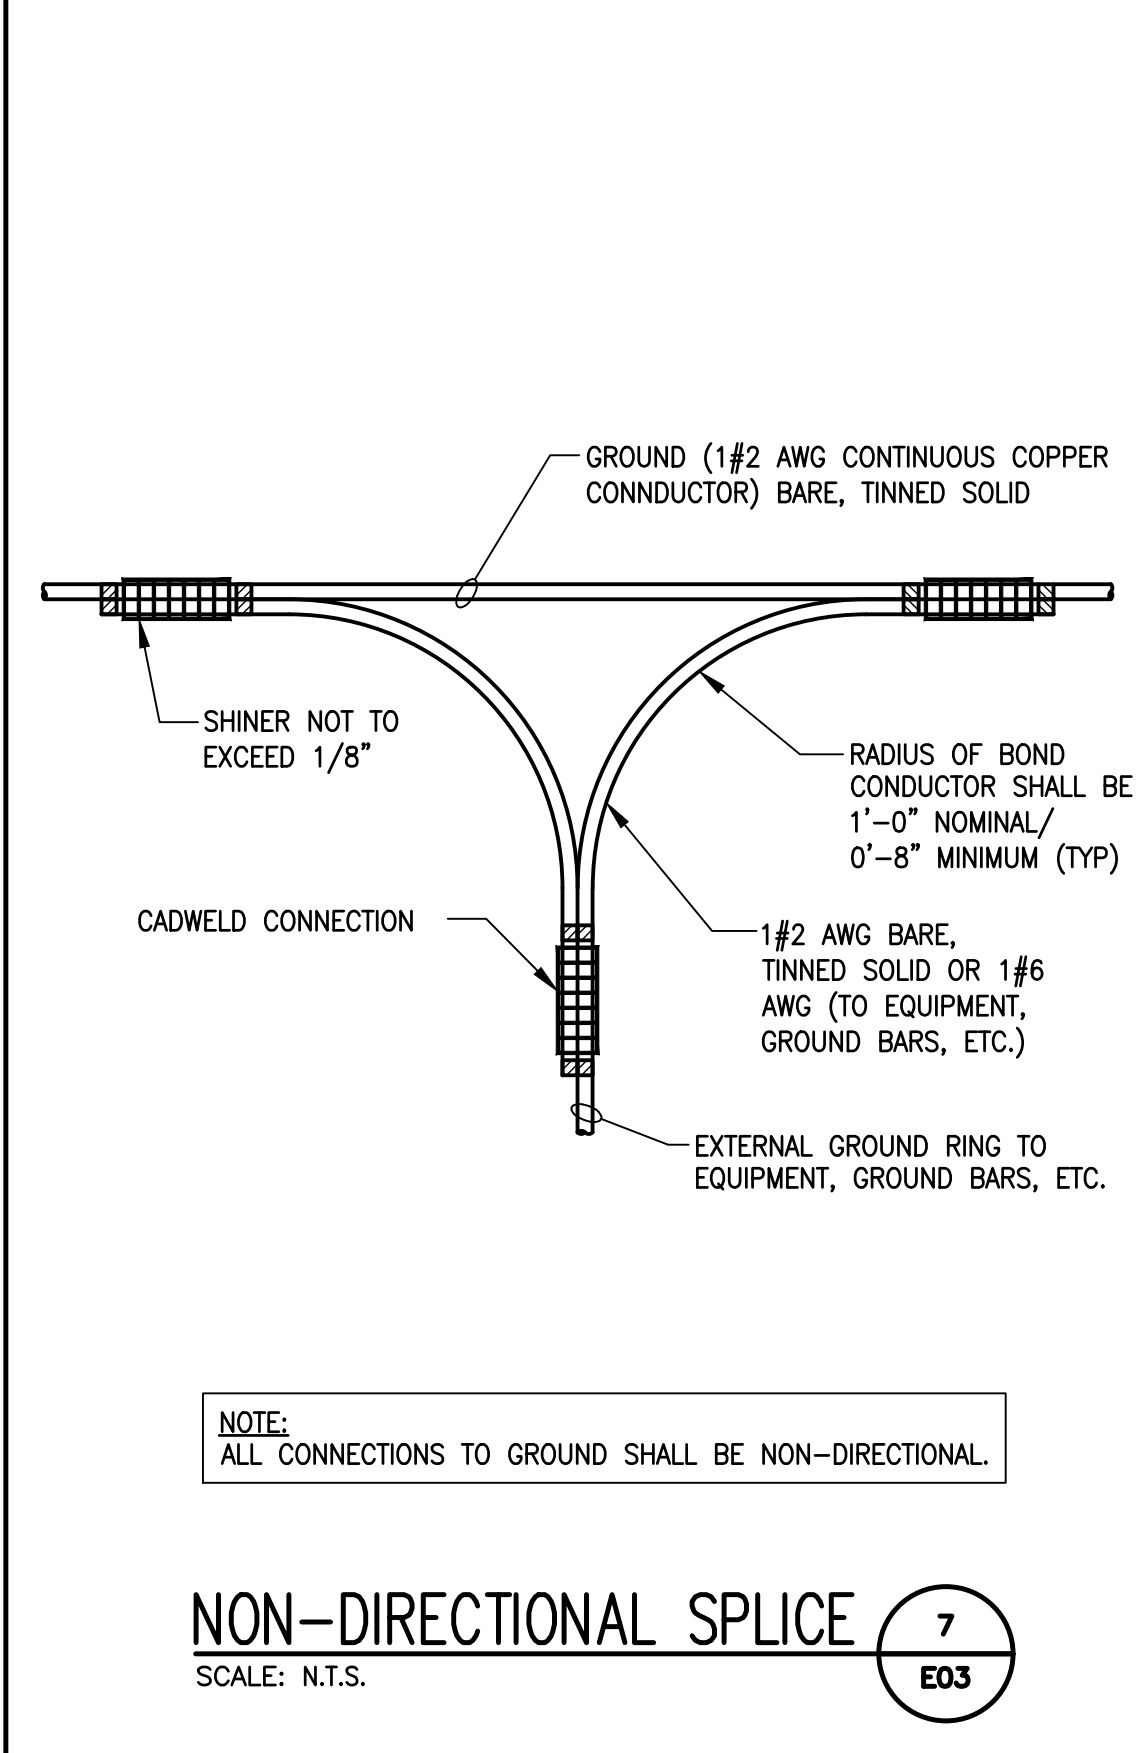 GROUND (1#2 AWG CONTINUOUS COPPER
CONNDUCTOR) BARE, TINNED SOLID
SHINER NOT TO
EXCEED 1/8"
RADIUS OF BOND
CONDUCTOR SHALL BE
1'-0" NOMINAL/
0'-8" MINIMUM (TYP)
CADWELD CONNECTION
1#2 AWG BARE,
TINNED SOLID OR 1#6
AWG (TO EQUIPMENT,
GROUND BARS, ETC.)
EXTERNAL GROUND RING TO
EQUIPMENT, GROUND BARS, ETC.
NOTE:
ALL CONNECTIONS TO GROUND SHALL BE NON-DIRECTIONAL.
NON-DIRECTIONAL SPLICE
7
SCALE: N.T.S.
E03